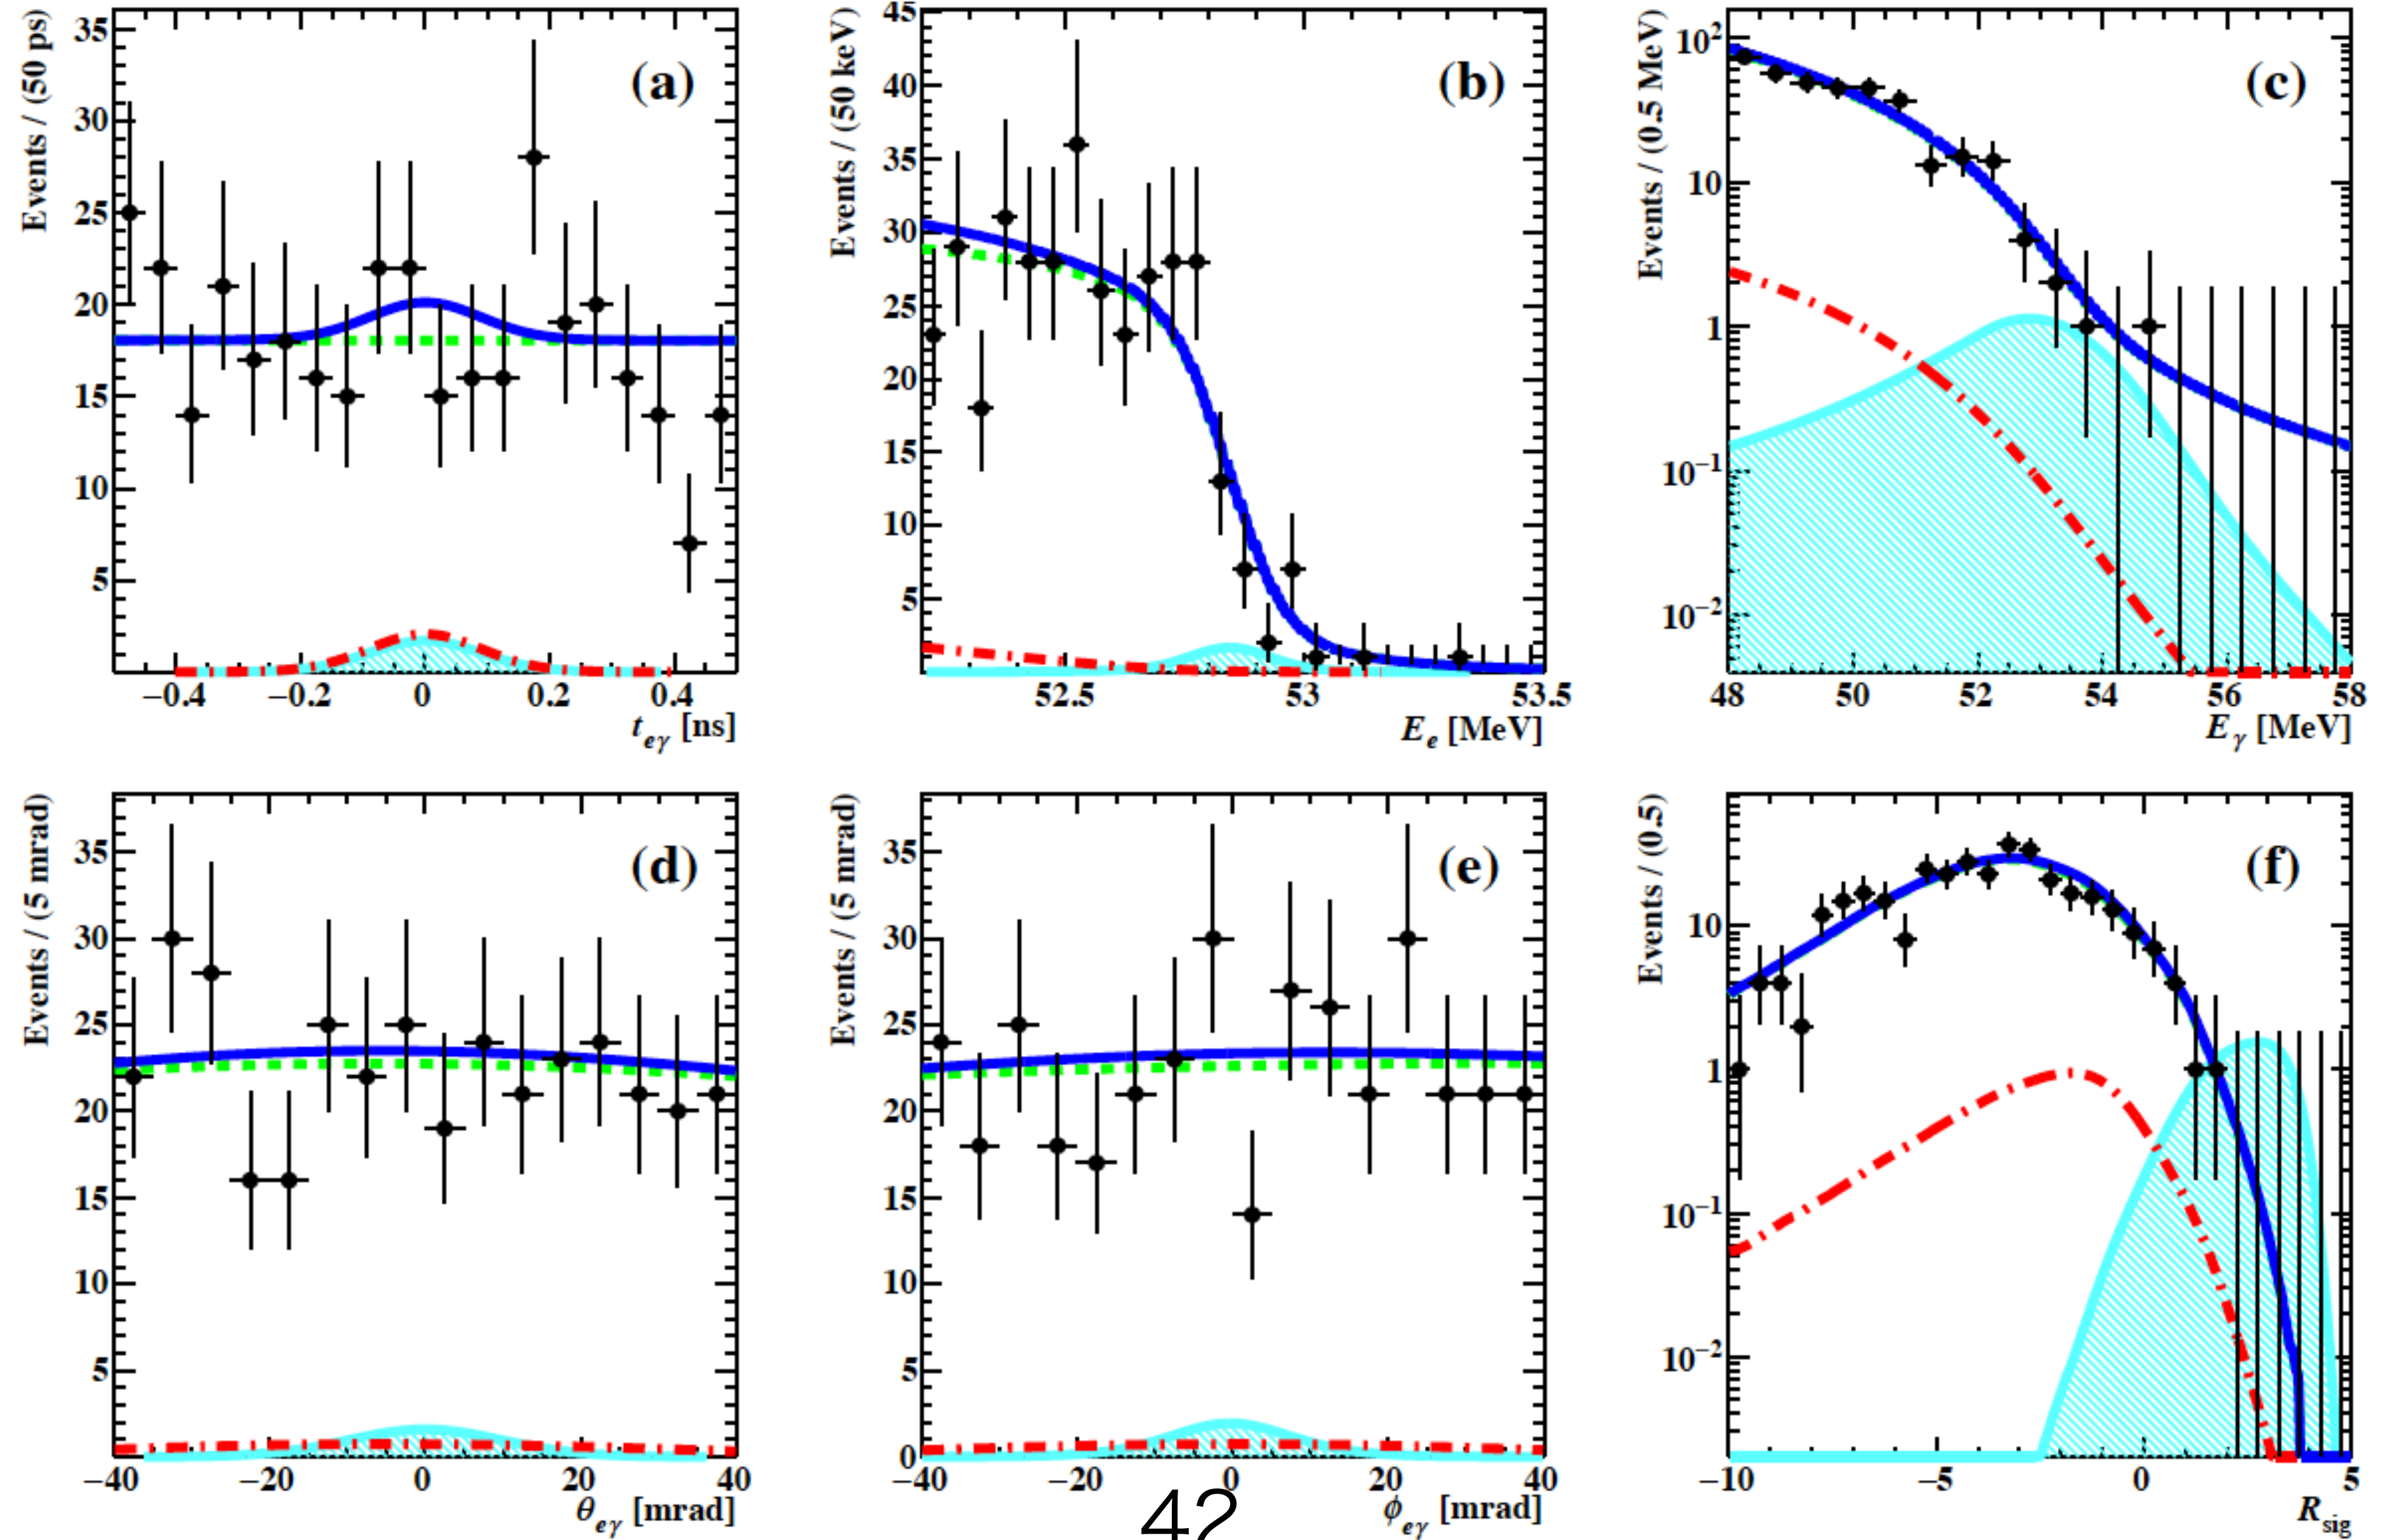 (a)
Events / (50 ps)
35
30
25
20
15
10
5
−0.4 −0.2 0 0.2 0.4
t_eγ [ns]
(b)
Events / (50 keV)
45
40
35
30
25
20
15
10
5
52.5 53 53.5
E_e [MeV]
(c)
Events / (0.5 MeV)
10²
10
1
10⁻¹
10⁻²
48 50 52 54 56 58
E_γ [MeV]
(d)
Events / (5 mrad)
35
30
25
20
15
10
5
−40 −20 0 20 40
θ_eγ [mrad]
(e)
Events / (5 mrad)
35
30
25
20
15
10
5
0
−40 −20 0 20 40
ϕ_eγ [mrad]
(f)
Events / (0.5)
10
1
10⁻¹
10⁻²
−10 −5 0 5
R_sig
42